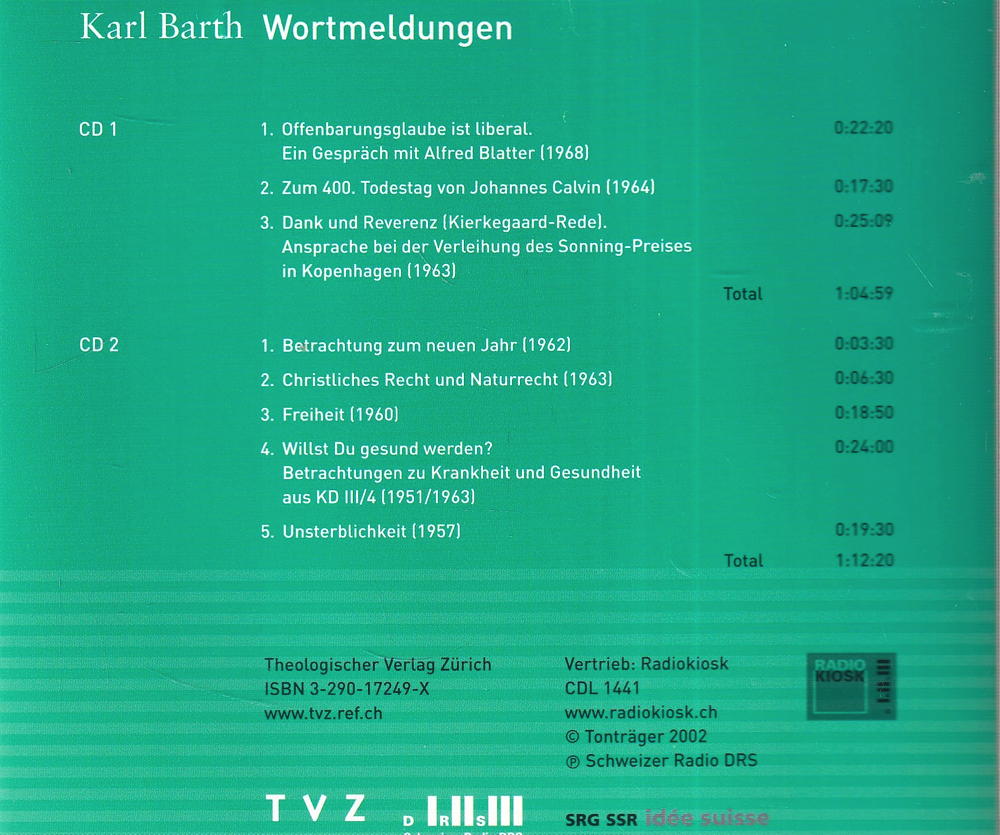 Karl Barth Wortmeldungen
CD 1
1. Offenbarungsglaube ist liberal. 0:22:20
Ein Gespräch mit Alfred Blatter (1968)
2. Zum 400. Todestag von Johannes Calvin (1964) 0:17:30
3. Dank und Reverenz (Kierkegaard-Rede). 0:25:09
Ansprache bei der Verleihung des Sonning-Preises
in Kopenhagen (1963)
Total 1:04:59
CD 2
1. Betrachtung zum neuen Jahr (1962) 0:03:30
2. Christliches Recht und Naturrecht (1963) 0:06:30
3. Freiheit (1960) 0:18:50
4. Willst Du gesund werden? 0:24:00
Betrachtungen zu Krankheit und Gesundheit
aus KD III/4 (1951/1963)
5. Unsterblichkeit (1957) 0:19:30
Total 1:12:20
Theologischer Verlag Zürich
ISBN 3-290-17249-X
www.tvz.ref.ch
Vertrieb: Radiokiosk
CDL 1441
www.radiokiosk.ch
© Tonträger 2002
℗ Schweizer Radio DRS
RADIO
KIOSK
T V Z
D R S
SRG SSR idée suisse